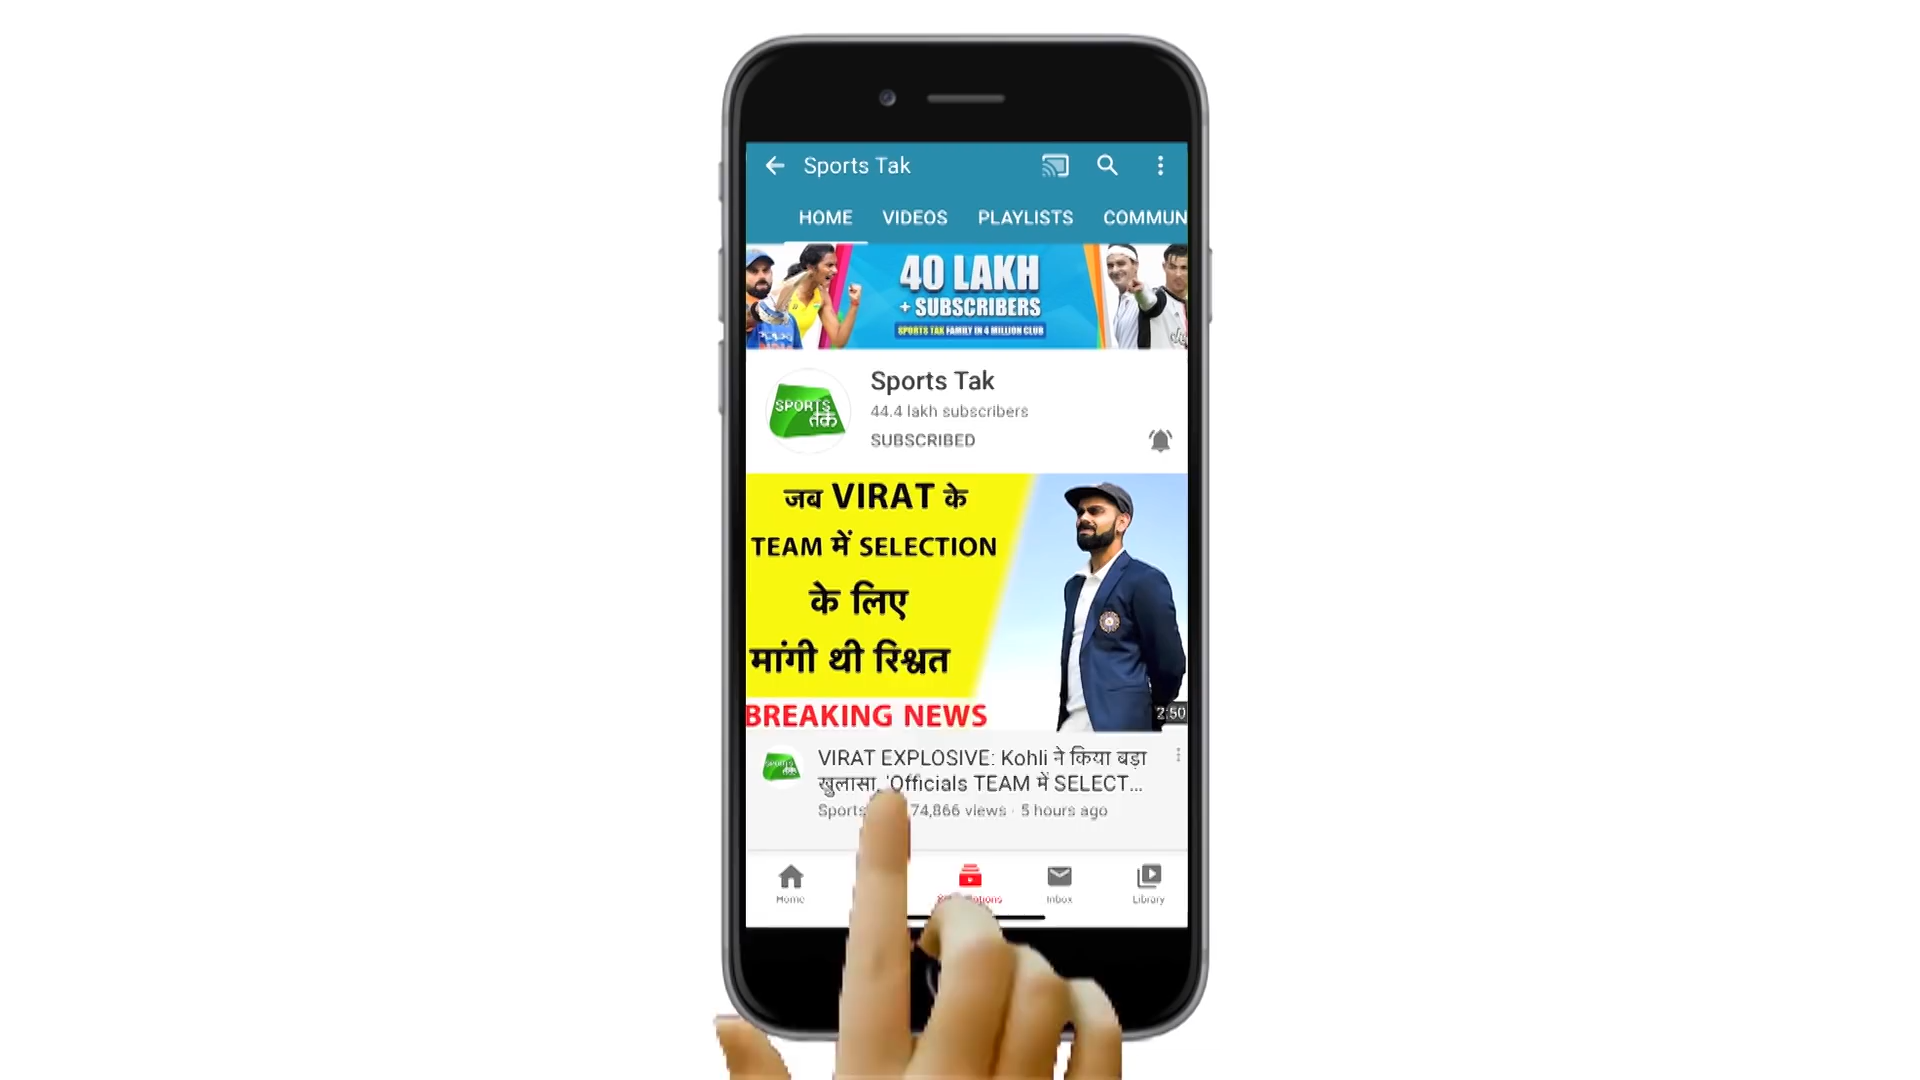 Sports Tak
HOME VIDEOS PLAYLISTS COMMUN
40 LAKH
+ SUBSCRIBERS
SPORTS TAK FAMILY IN 4 MILLION CLUB
SPORTS
तक
Sports Tak
44.4 lakh subscribers
SUBSCRIBED
जब VIRAT के
TEAM में SELECTION
के लिए
मांगी थी रिश्वत
BREAKING NEWS
2:50
SPORTS
तक
VIRAT EXPLOSIVE: Kohli ने किया बड़ा
खुलासा, 'Officials TEAM में SELECT...
Sports 74,866 views · 5 hours ago
Home Inbox Library